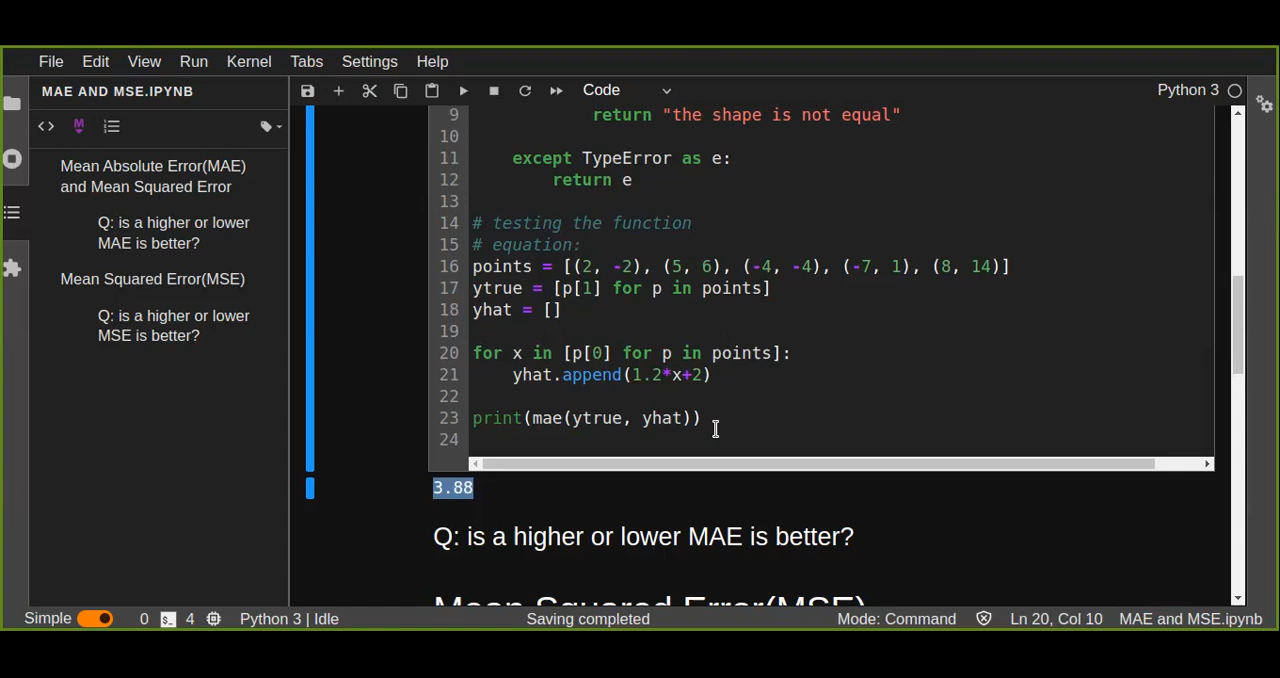 File Edit View Run Kernel Tabs Settings Help
MAE AND MSE.IPYNB
Code
Python 3
Mean Absolute Error(MAE)
and Mean Squared Error
Q: is a higher or lower
MAE is better?
Mean Squared Error(MSE)
Q: is a higher or lower
MSE is better?
9 return "the shape is not equal"
10
11 except TypeError as e:
12 return e
13
14 # testing the function
15 # equation:
16 points = [(2, -2), (5, 6), (-4, -4), (-7, 1), (8, 14)]
17 ytrue = [p[1] for p in points]
18 yhat = []
19
20 for x in [p[0] for p in points]:
21 yhat.append(1.2*x+2)
22
23 print(mae(ytrue, yhat))
24
3.88
Q: is a higher or lower MAE is better?
Mean Squared Error(MSE)
Simple 0 $_ 4 Python 3 | Idle Saving completed Mode: Command Ln 20, Col 10 MAE and MSE.ipynb